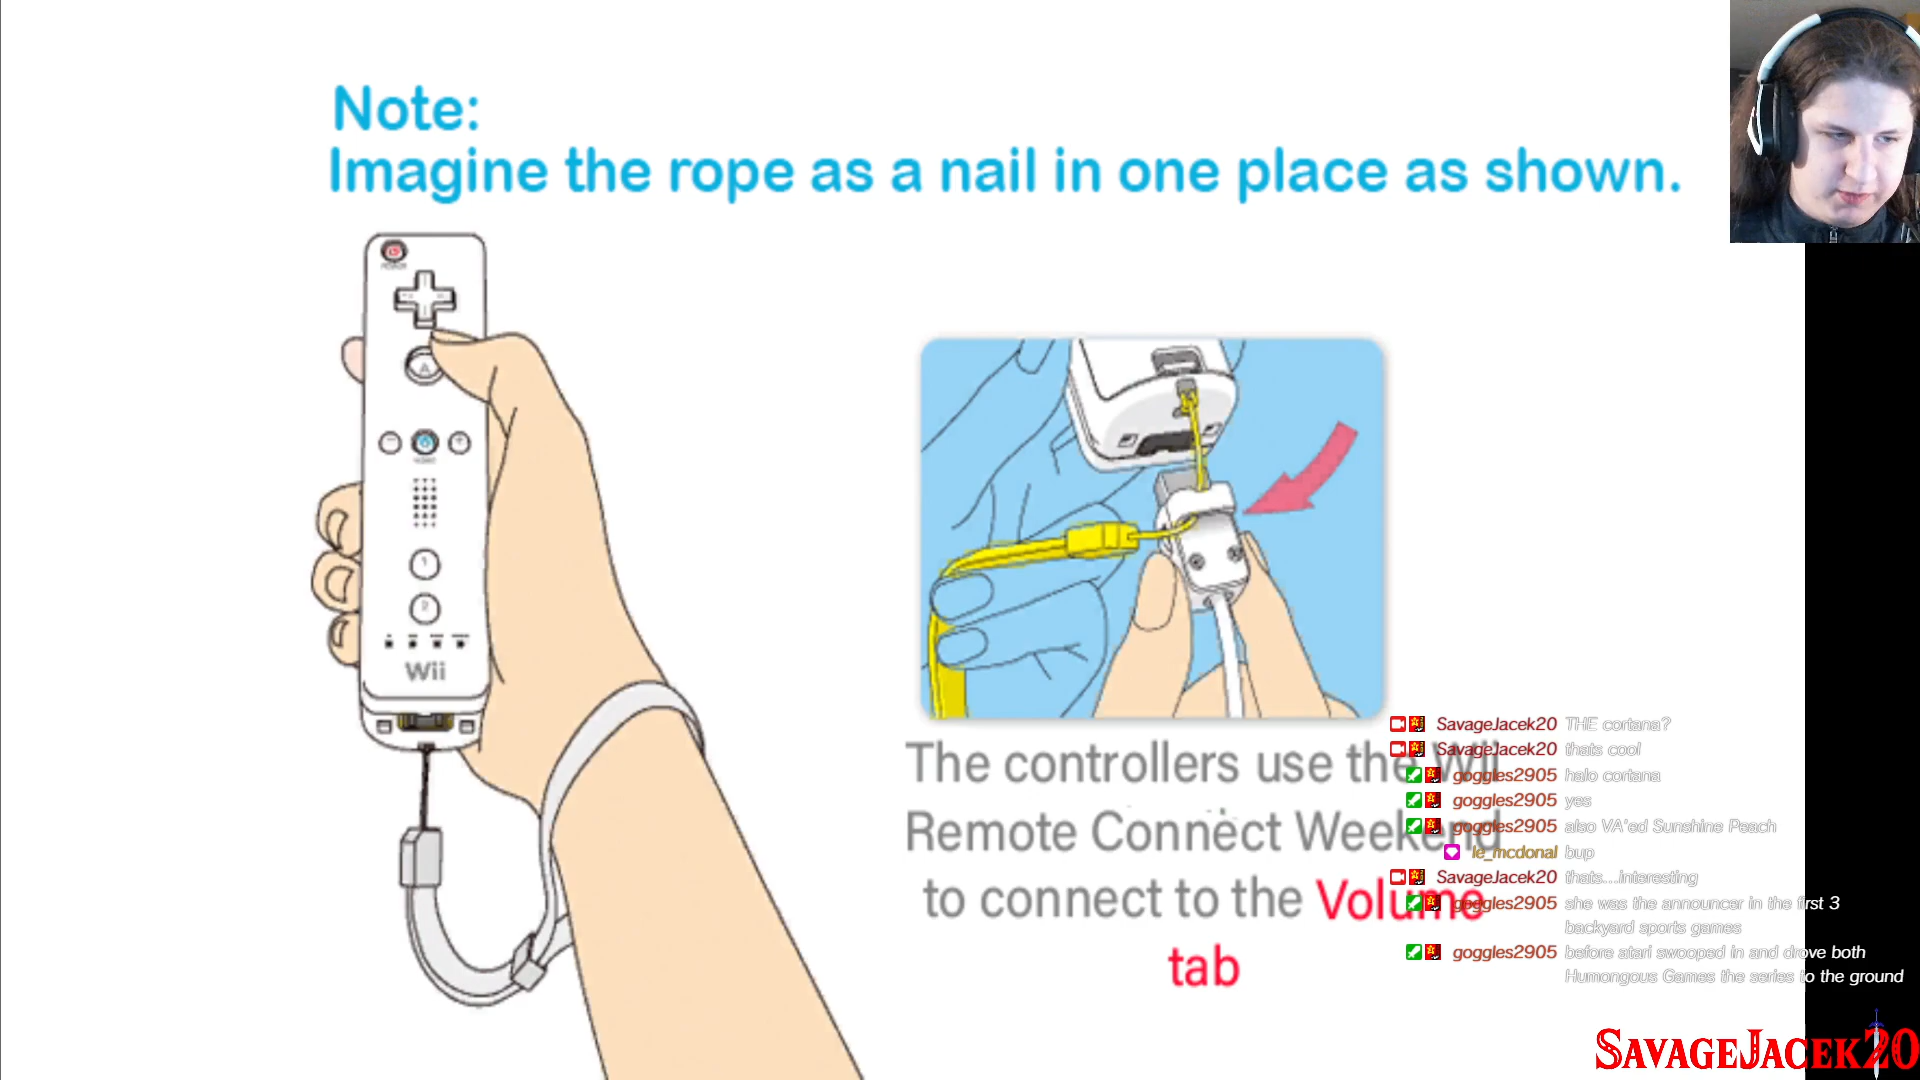 Note:
Imagine the rope as a nail in one place as shown.
A
1
2
Wii
The controllers use the Wii
Remote Connect Weekend
to connect to the Volume
tab
SavageJacek20 THE cortana?
SavageJacek20 thats cool
goggles2905 halo cortana
goggles2905 yes
goggles2905 also VA'ed Sunshine Peach
le_mcdonal bup
SavageJacek20 thats...interesting
goggles2905 she was the announcer in the first 3
backyard sports games
goggles2905 before atari swooped in and drove both
Humongous Games the series to the ground
SAVAGEJACEK20